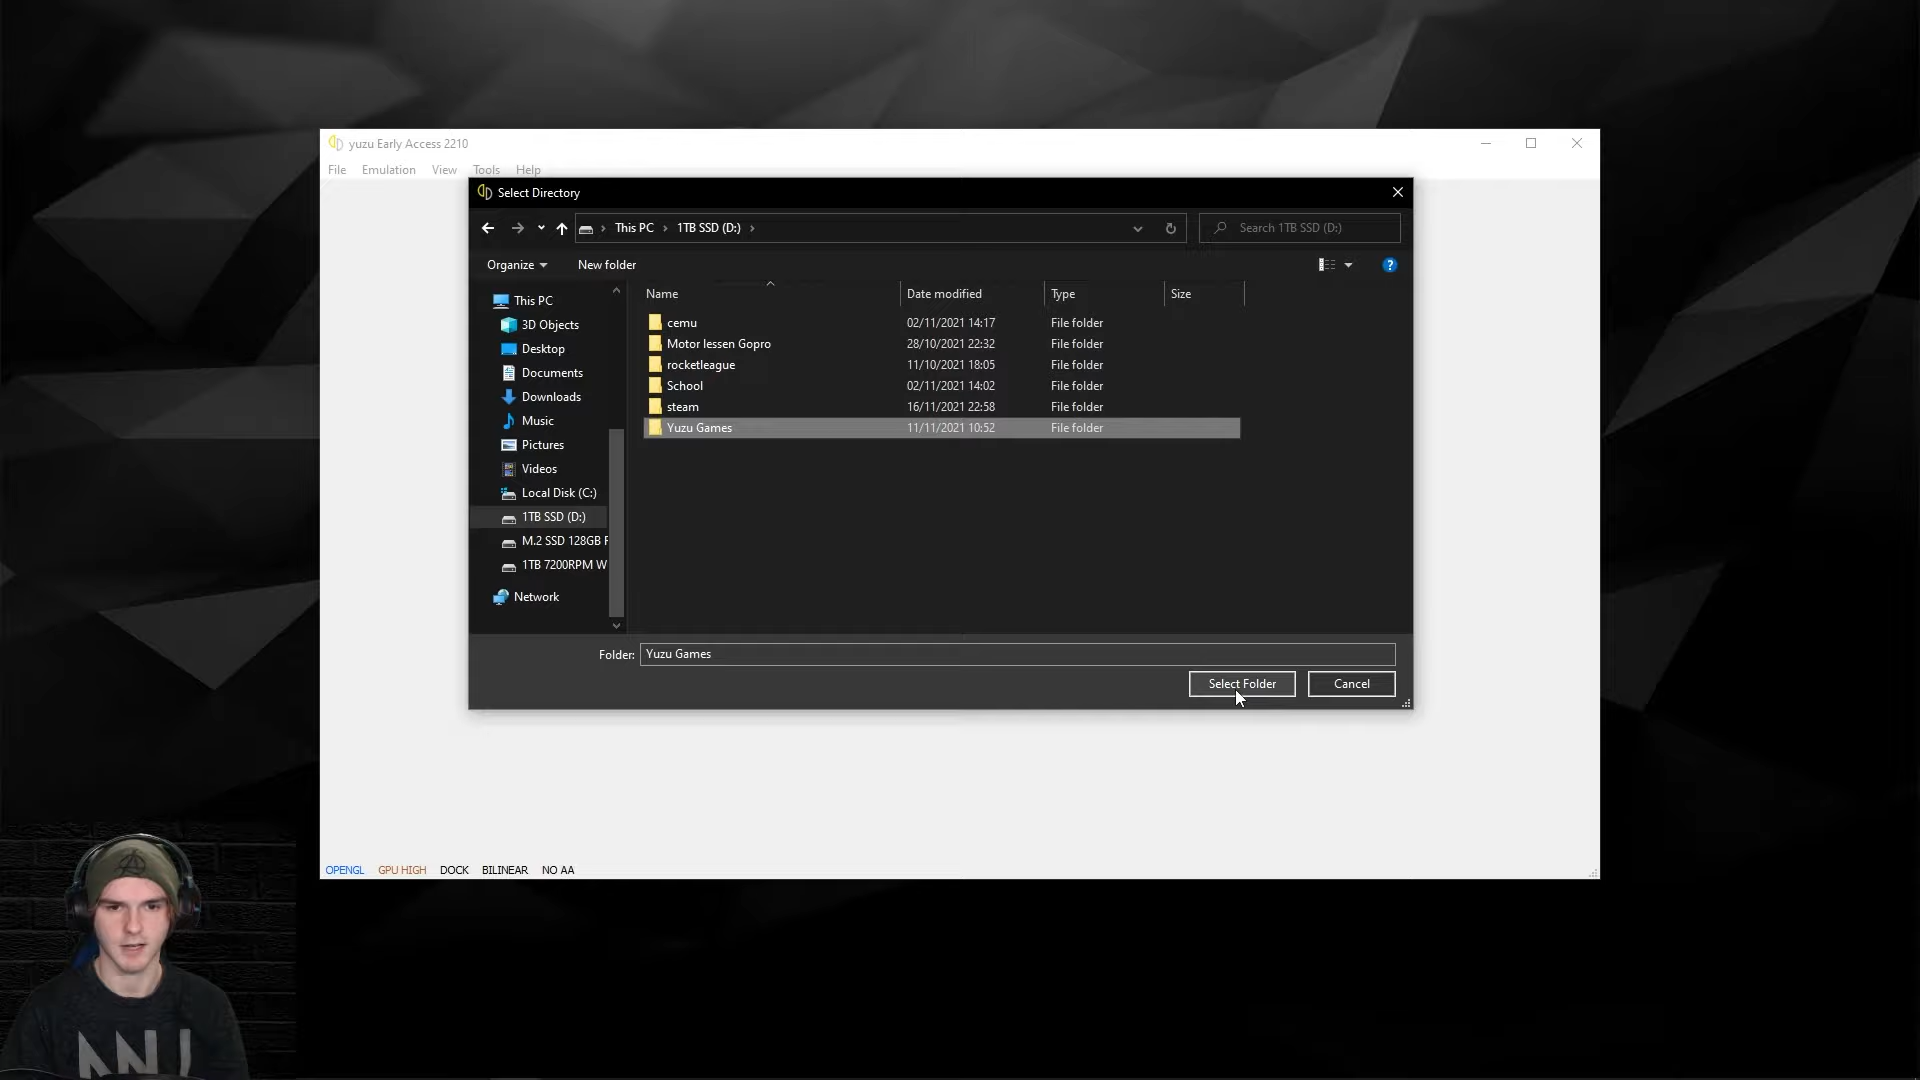 yuzu Early Access 2210
File Emulation View Tools Help
Select Directory
This PC 1TB SSD (D:)
Search 1TB SSD (D:)
Organize New folder
?
Name Date modified Type Size
This PC
3D Objects
Desktop
Documents
Downloads
Music
Pictures
Videos
Local Disk (C:)
1TB SSD (D:)
M.2 SSD 128GB F
1TB 7200RPM W
Network
cemu 02/11/2021 14:17 File folder
Motor lessen Gopro 28/10/2021 22:32 File folder
rocketleague 11/10/2021 18:05 File folder
School 02/11/2021 14:02 File folder
steam 16/11/2021 22:58 File folder
Yuzu Games 11/11/2021 10:52 File folder
Folder: Yuzu Games
Select Folder Cancel
OPENGL GPU HIGH DOCK BILINEAR NO AA